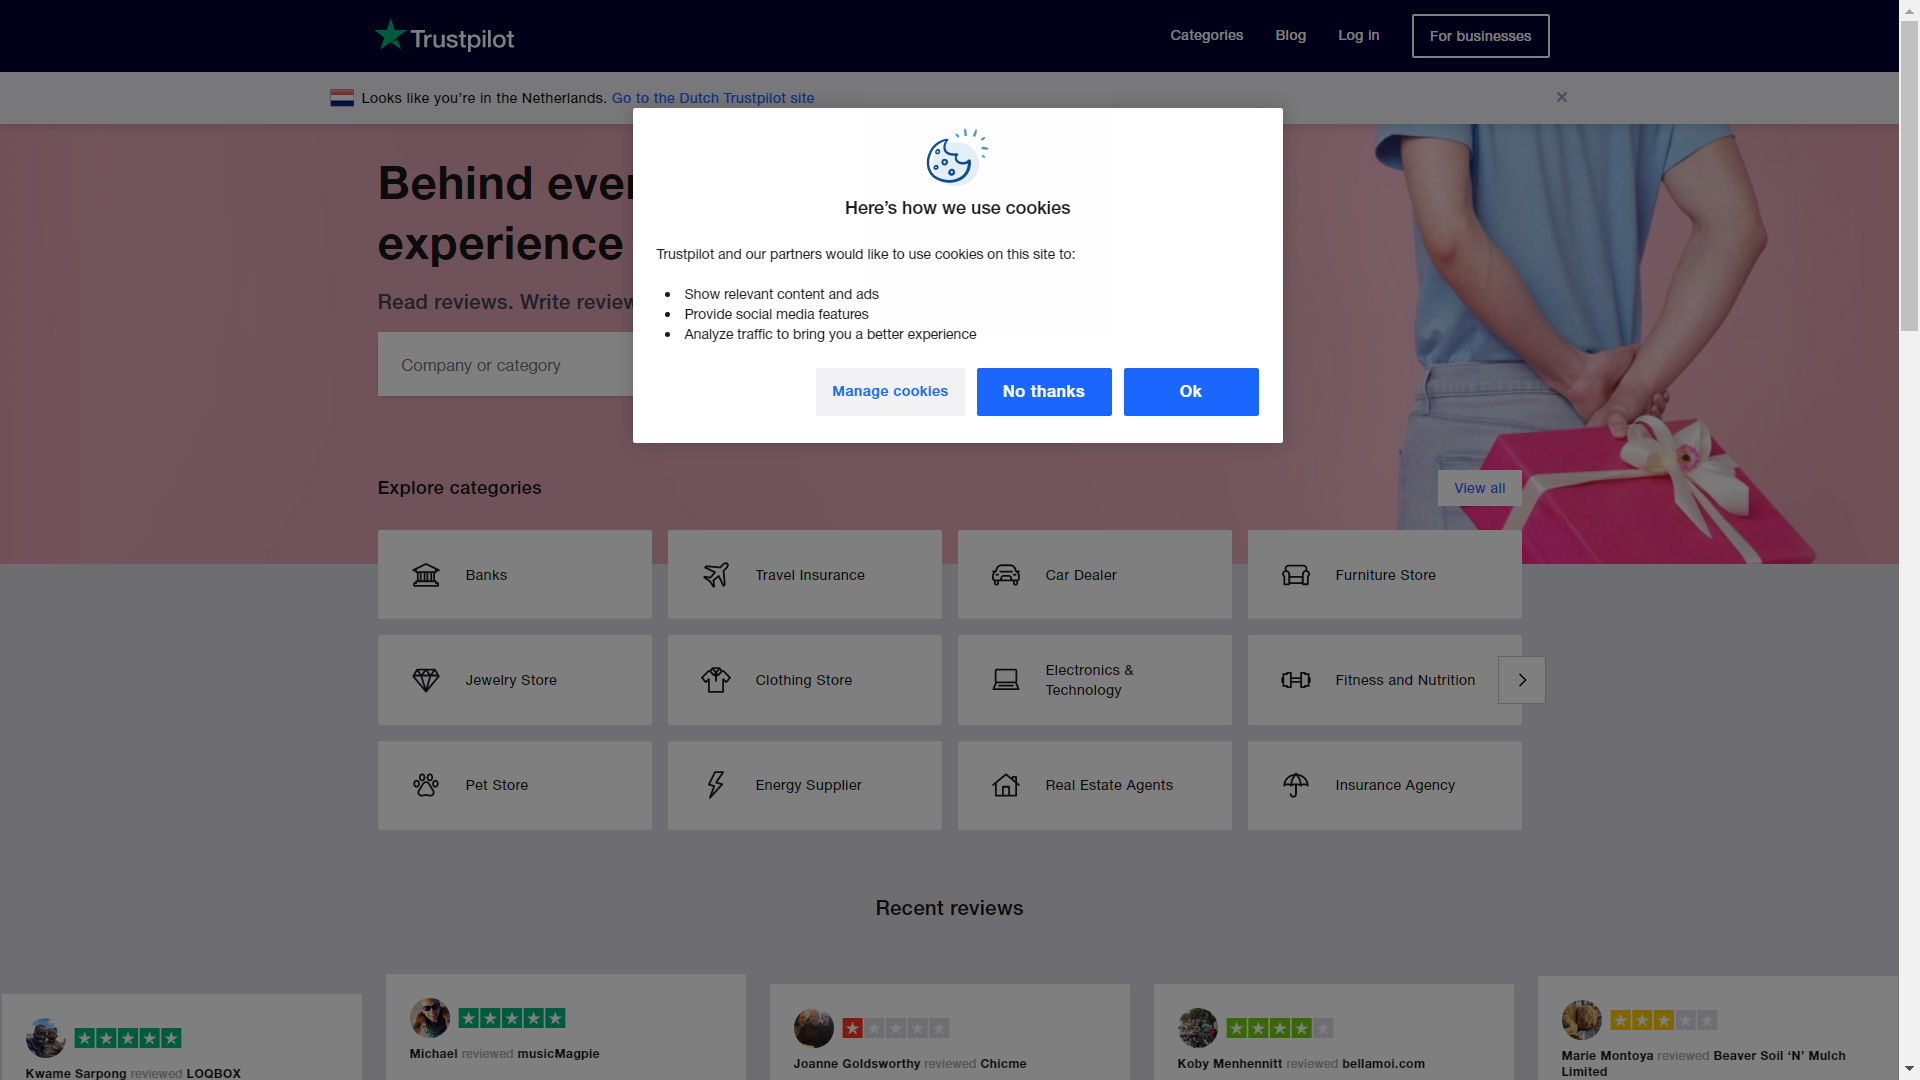 Trustpilot
Categories
Blog
Log in
For businesses
Looks like you’re in the Netherlands. Go to the Dutch Trustpilot site
Behind
experience
Read reviews. Write
Company or category
Here’s how we use cookies
Trustpilot and our partners would like to use cookies on this site to:
Show relevant content and ads
Provide social media features
Analyze traffic to bring you a better experience
Manage cookies
No thanks
Ok
Explore categories
View all
Banks
Travel Insurance
Car Dealer
Furniture Store
Jewelry Store
Clothing Store
Electronics &
Technology
Fitness and Nutrition
Pet Store
Energy Supplier
Real Estate Agents
Insurance Agency
Recent reviews
Kwame Sarpong reviewed LOQBOX
Michael reviewed musicMagpie
Joanne Goldsworthy reviewed Chicme
Koby Menhennitt reviewed bellamoi.com
Marie Montoya reviewed Beaver Soil ‘N’ Mulch
Limited